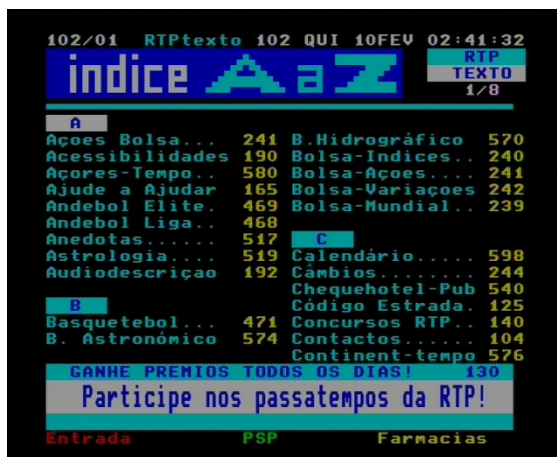 102/01 RTPtexto 102 QUI 10FEV 02:41:32
indice A a Z
RTP
TEXTO
1/8
A
Açoes Bolsa... 241
Acessibilidades 190
Açores-Tempo.. 580
Ajude a Ajudar 165
Andebol Elite. 469
Andebol Liga.. 468
Anedotas...... 517
Astrologia.... 519
Audiodescriçao 192
B
Basquetebol... 471
B. Astronómico 574
B.Hidrográfico 570
Bolsa-Indices.. 240
Bolsa-Açoes.... 241
Bolsa-Variaçoes 242
Bolsa-Mundial.. 239
C
Calendário..... 598
Câmbios........ 244
Chequehotel-Pub 540
Código Estrada. 125
Concursos RTP.. 140
Contactos...... 104
Continent-tempo 576
GANHE PREMIOS TODOS OS DIAS! 130
Participe nos passatempos da RTP!
Entrada PSP Farmacias